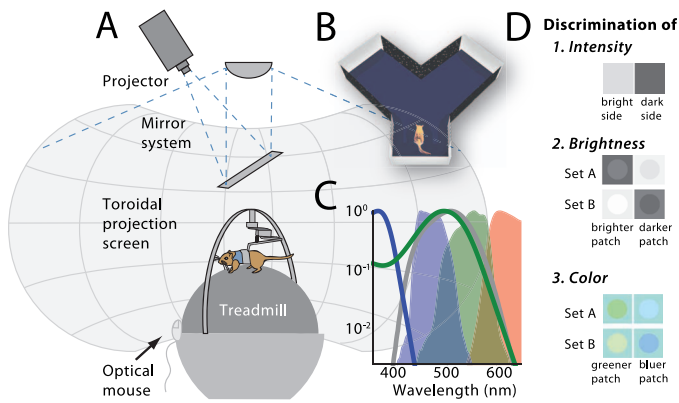 A
Projector
Mirror
system
Toroidal
projection
screen
Treadmill
Optical
mouse
B
C
10⁰
10⁻¹
10⁻²
400
500
600
Wavelength (nm)
D
Discrimination of
1. Intensity
bright side
dark side
2. Brightness
Set A
Set B
brighter patch
darker patch
3. Color
Set A
Set B
greener patch
bluer patch